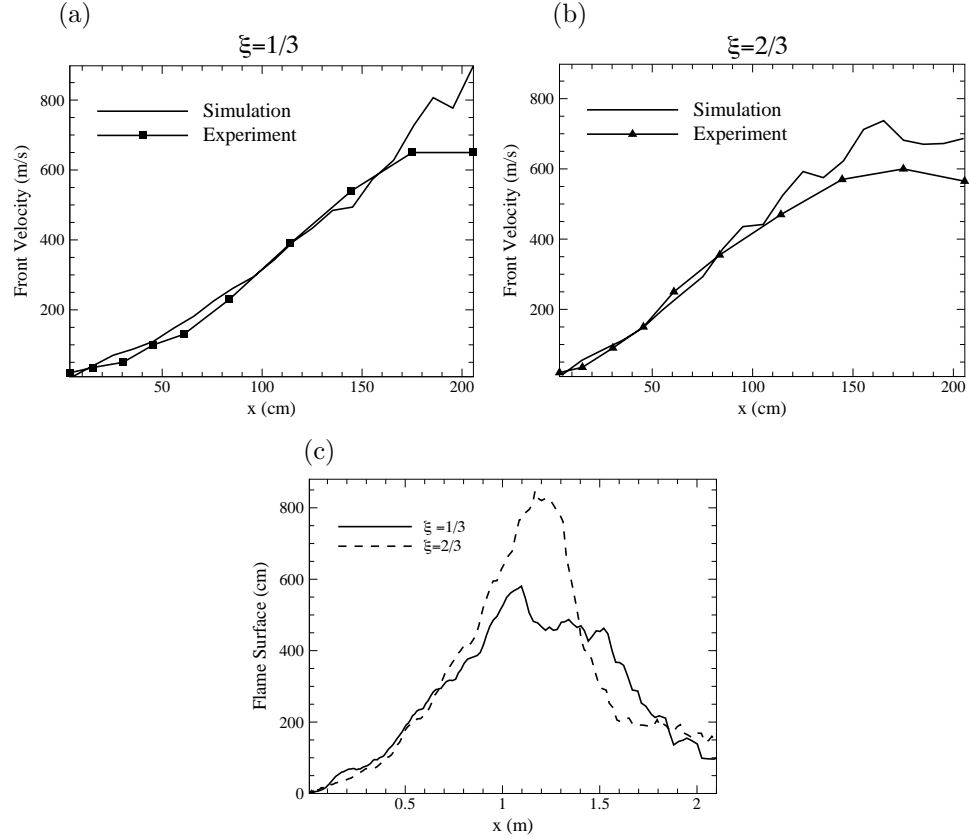 (a)
ξ=1/3
Front Velocity (m/s)
800
600
400
200
Simulation
Experiment
50
100
150
200
x (cm)
(b)
ξ=2/3
Front Velocity (m/s)
800
600
400
200
Simulation
Experiment
50
100
150
200
x (cm)
(c)
Flame Surface (cm)
800
600
400
200
0
ξ =1/3
ξ=2/3
0.5
1
1.5
2
x (m)